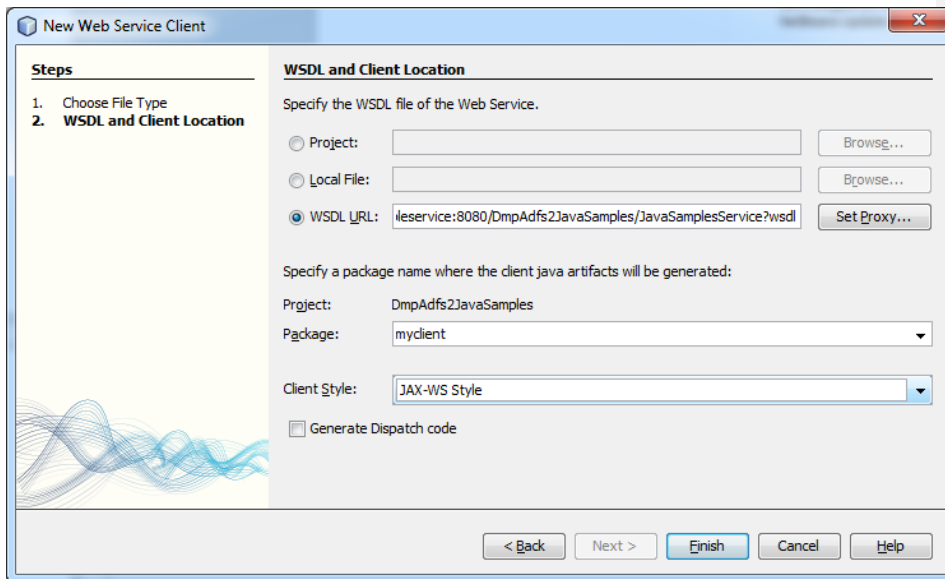 New Web Service Client
Steps
1. Choose File Type
2. WSDL and Client Location
WSDL and Client Location
Specify the WSDL file of the Web Service.
Project:
Browse...
Local File:
Browse...
WSDL URL: leservice:8080/DmpAdfs2JavaSamples/JavaSamplesService?wsdl
Set Proxy...
Specify a package name where the client java artifacts will be generated:
Project: DmpAdfs2JavaSamples
Package: myclient
Client Style: JAX-WS Style
Generate Dispatch code
< Back Next > Finish Cancel Help